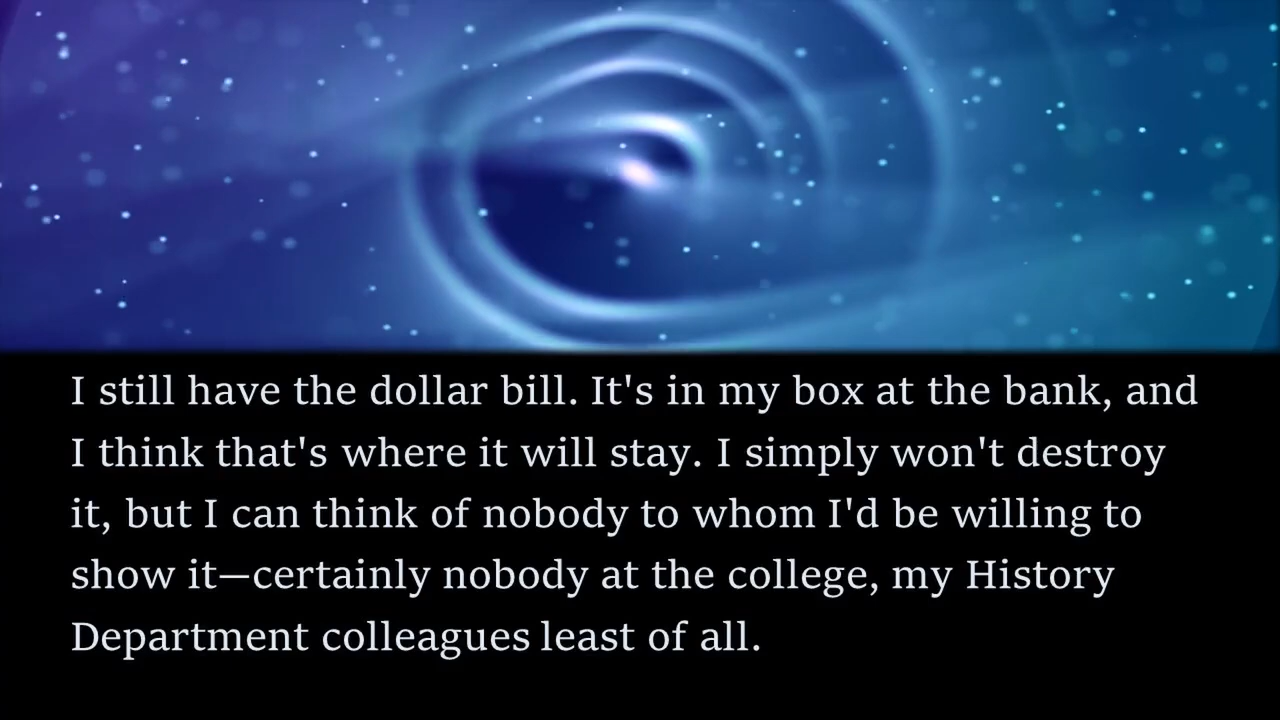 I still have the dollar bill. It's in my box at the bank, and
I think that's where it will stay. I simply won't destroy
it, but I can think of nobody to whom I'd be willing to
show it—certainly nobody at the college, my History
Department colleagues least of all.